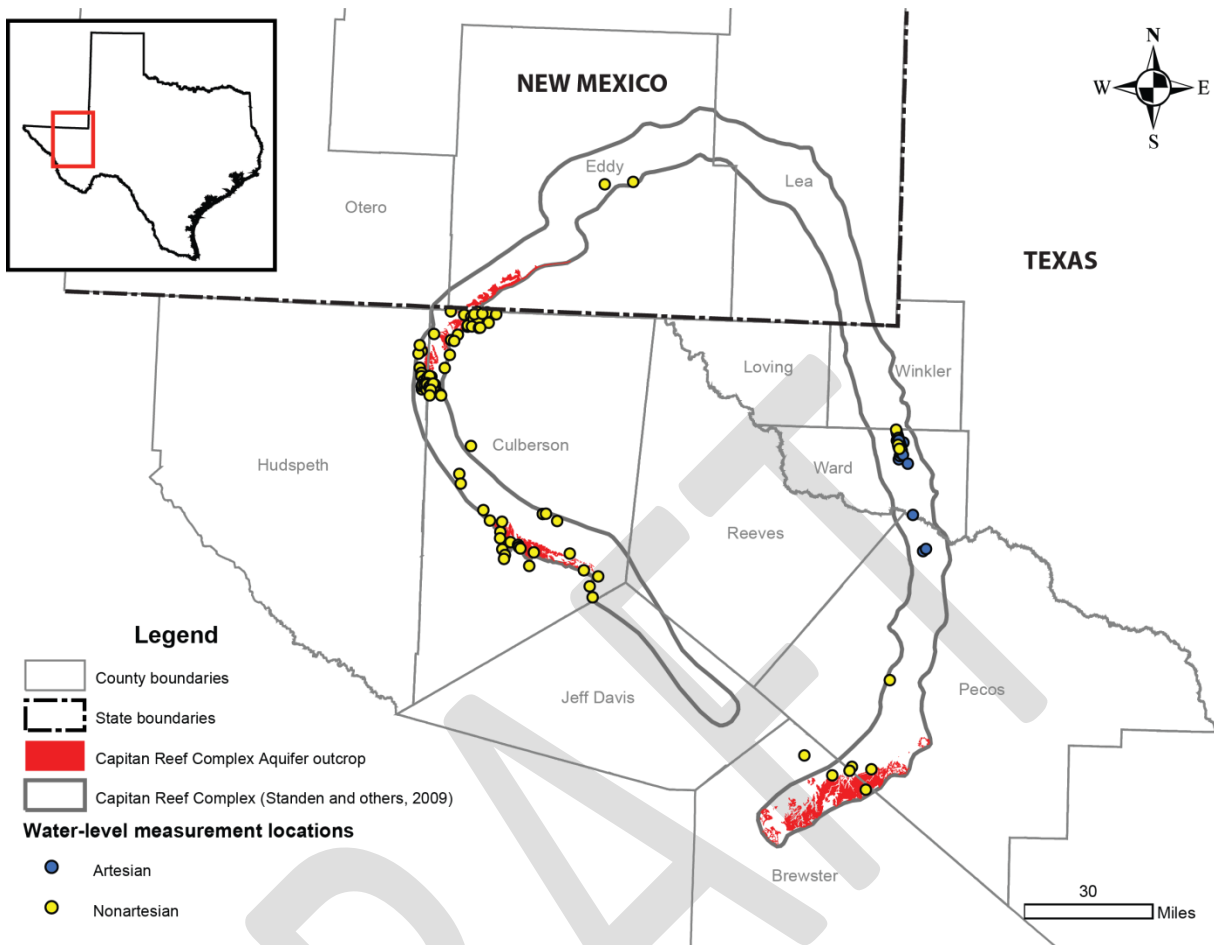 NEW MEXICO
N
W E
S
Eddy
Lea
Otero
TEXAS
Loving
Winkler
Culberson
Hudspeth
Ward
Reeves
Legend
County boundaries
Jeff Davis
Pecos
State boundaries
Capitan Reef Complex Aquifer outcrop
Capitan Reef Complex (Standen and others, 2009)
Water-level measurement locations
Artesian
Brewster
Nonartesian
30
Miles
DRAFT